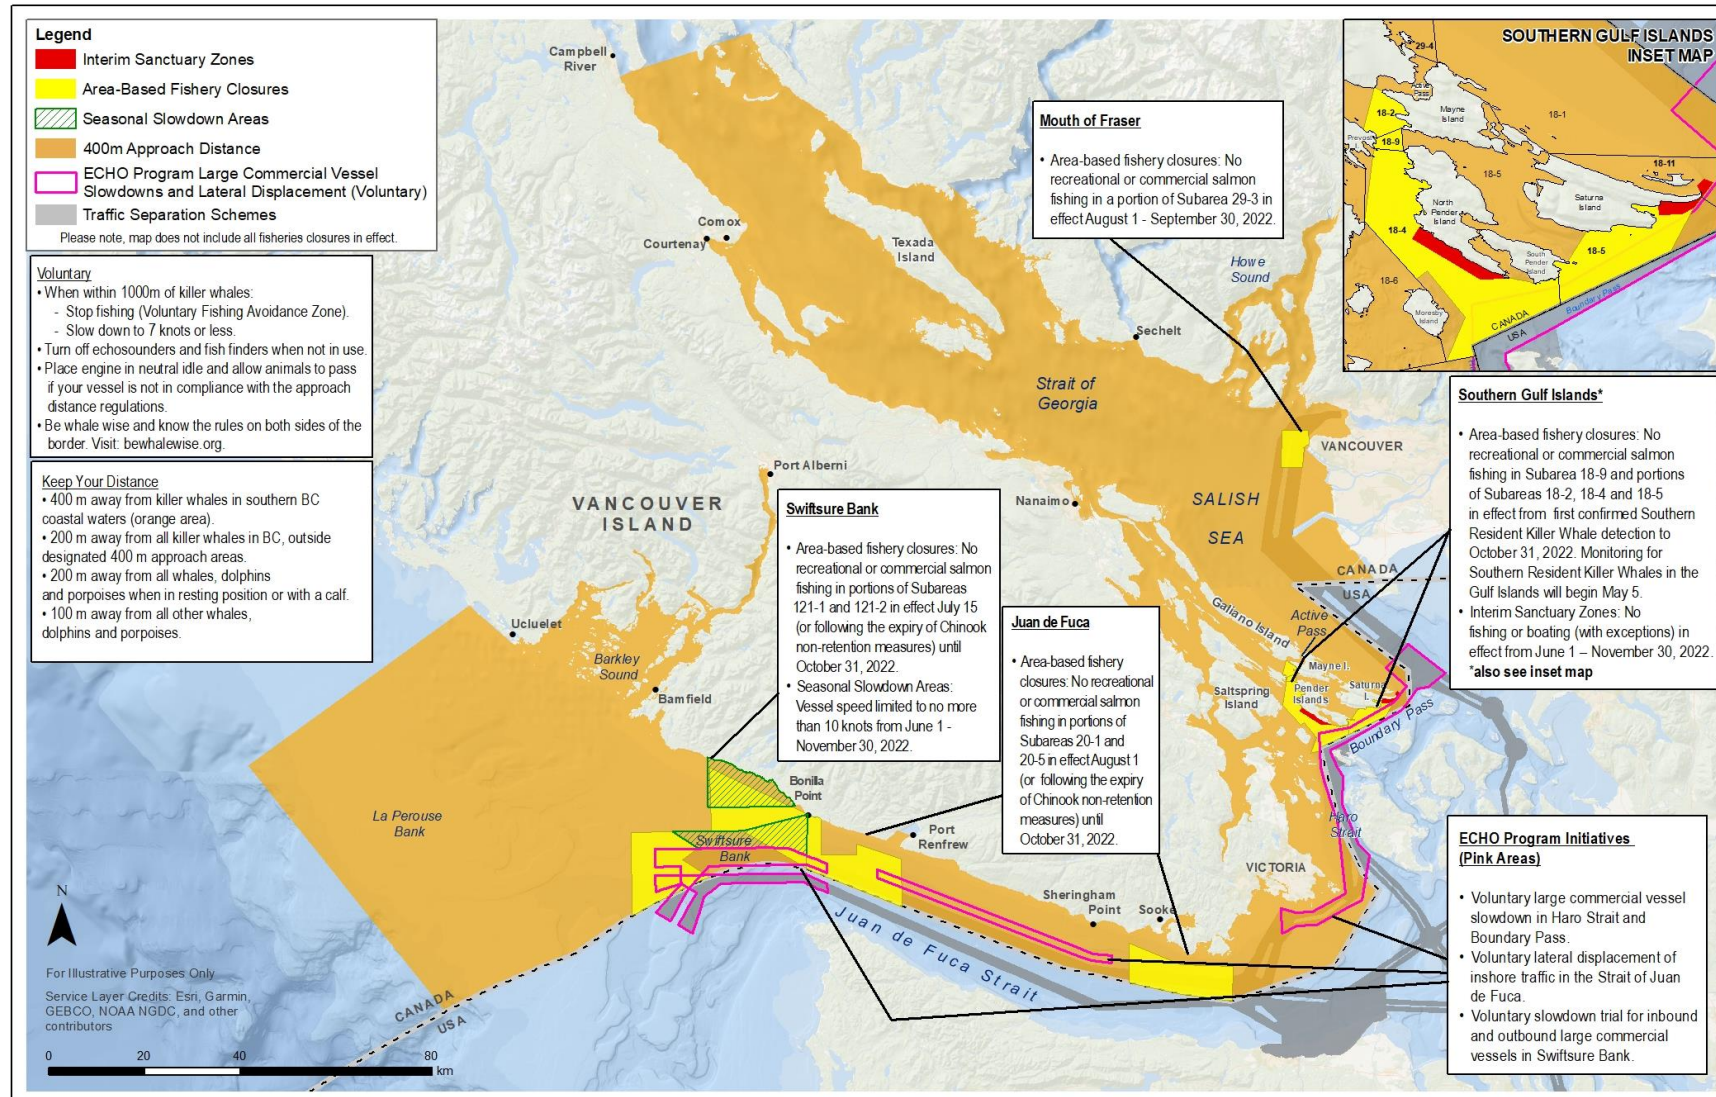 Legend
Interim Sanctuary Zones
Area-Based Fishery Closures
Seasonal Slowdown Areas
400m Approach Distance
ECHO Program Large Commercial Vessel
Slowdowns and Lateral Displacement (Voluntary)
Traffic Separation Schemes
Please note, map does not include all fisheries closures in effect.
Voluntary
• When within 1000m of killer whales:
- Stop fishing (Voluntary Fishing Avoidance Zone).
- Slow down to 7 knots or less.
• Turn off echosounders and fish finders when not in use.
• Place engine in neutral idle and allow animals to pass
if your vessel is not in compliance with the approach
distance regulations.
• Be whale wise and know the rules on both sides of the
border. Visit: bewhalewise.org.
Keep Your Distance
• 400 m away from killer whales in southern BC
coastal waters (orange area).
• 200 m away from all killer whales in BC, outside
designated 400 m approach areas.
• 200 m away from all whales, dolphins
and porpoises when in resting position or with a calf.
• 100 m away from all other whales,
dolphins and porpoises.
Campbell
River
Comox
Courtenay
Texada
Island
Mouth of Fraser
• Area-based fishery closures: No
recreational or commercial salmon
fishing in a portion of Subarea 29-3 in
effect August 1 - September 30, 2022.
Howe
Sound
Sechelt
Strait of
Georgia
VANCOUVER
SALISH
SEA
Nanaimo
Port Alberni
VANCOUVER
ISLAND
SOUTHERN GULF ISLANDS
INSET MAP
29-4
Active
Pass
Mayne
Island
18-1
18-2
Prevost
18-9
18-11
18-5
Saturna
Island
North
Pender
Island
18-4
18-5
South
Pender
Island
18-6
Moresby
Island
Boundary Pass
CANADA
USA
Southern Gulf Islands*
• Area-based fishery closures: No
recreational or commercial salmon
fishing in Subarea 18-9 and portions
of Subareas 18-2, 18-4 and 18-5
in effect from first confirmed Southern
Resident Killer Whale detection to
October 31, 2022. Monitoring for
Southern Resident Killer Whales in the
Gulf Islands will begin May 5.
• Interim Sanctuary Zones: No
fishing or boating (with exceptions) in
effect from June 1 – November 30, 2022.
*also see inset map
Swiftsure Bank
• Area-based fishery closures: No
recreational or commercial salmon
fishing in portions of Subareas
121-1 and 121-2 in effect July 15
(or following the expiry of Chinook
non-retention measures) until
October 31, 2022.
• Seasonal Slowdown Areas:
Vessel speed limited to no more
than 10 knots from June 1 -
November 30, 2022.
Juan de Fuca
• Area-based fishery
closures: No recreational
or commercial salmon
fishing in portions of
Subareas 20-1 and
20-5 in effect August 1
(or following the expiry
of Chinook non-retention
measures) until
October 31, 2022.
CANADA
USA
Galiano Island
Active
Pass
Mayne I.
Pender
Islands
Saturna
I.
Saltspring
Island
Boundary Pass
Haro
Strait
VICTORIA
Ucluelet
Barkley
Sound
Bamfield
La Perouse
Bank
Bonilla
Point
Swiftsure
Bank
Port
Renfrew
Sheringham
Point
Sooke
Juan de Fuca Strait
ECHO Program Initiatives
(Pink Areas)
• Voluntary large commercial vessel
slowdown in Haro Strait and
Boundary Pass.
• Voluntary lateral displacement of
inshore traffic in the Strait of Juan
de Fuca.
• Voluntary slowdown trial for inbound
and outbound large commercial
vessels in Swiftsure Bank.
N
For Illustrative Purposes Only
Service Layer Credits: Esri, Garmin,
GEBCO, NOAA NGDC, and other
contributors
CANADA
USA
0 20 40 80
km